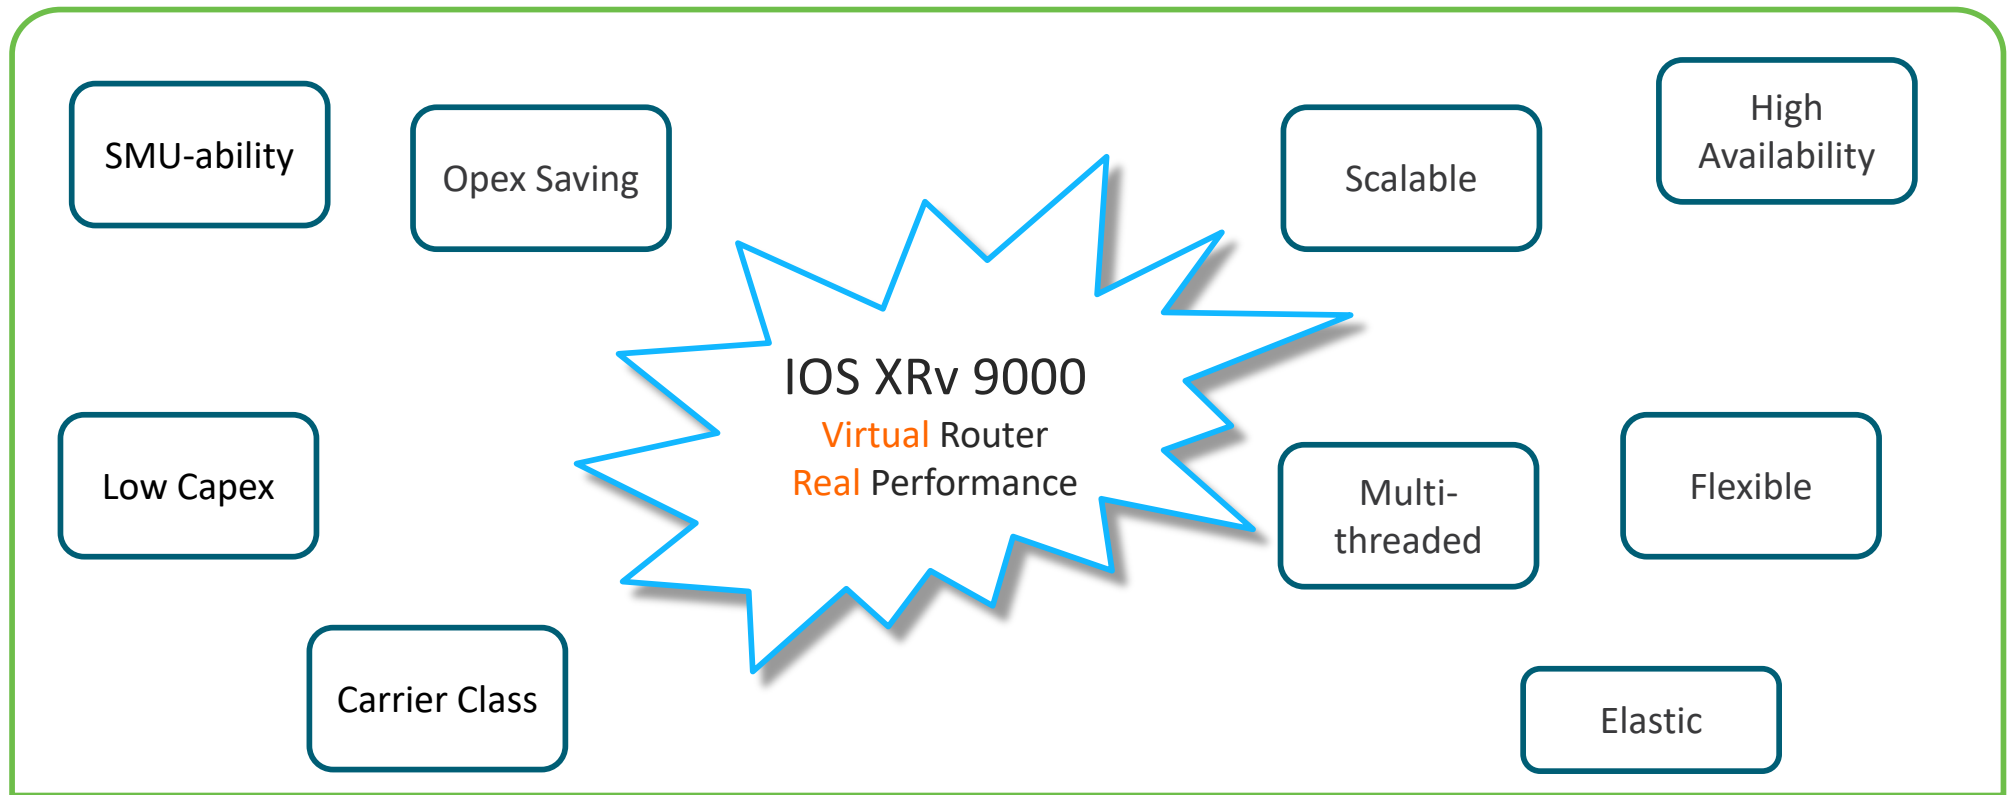 SMU-ability
Opex Saving
Scalable
High
Availability
IOS XRv 9000
Virtual Router
Real Performance
Low Capex
Multi-
threaded
Flexible
Carrier Class
Elastic